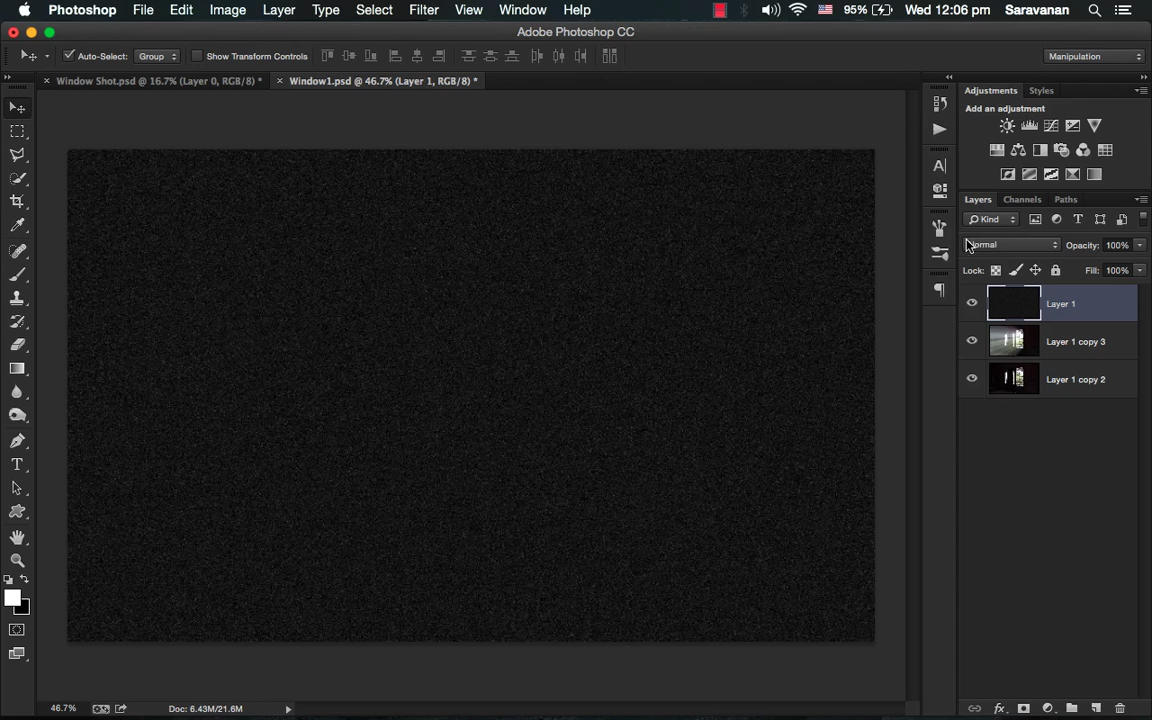 Photoshop File Edit Image Layer Type Select Filter View Window Help 95% Wed 12:06 pm Saravanan
Adobe Photoshop CC
Auto-Select: Group Show Transform Controls Manipulation
Window Shot.psd @ 16.7% (Layer 0, RGB/8) * Window1.psd @ 46.7% (Layer 1, RGB/8) *
Adjustments Styles
Add an adjustment
Layers Channels Paths
Kind
Normal Opacity: 100%
Lock: Fill: 100%
Layer 1
Layer 1 copy 3
Layer 1 copy 2
46.7% Doc: 6.43M/21.6M